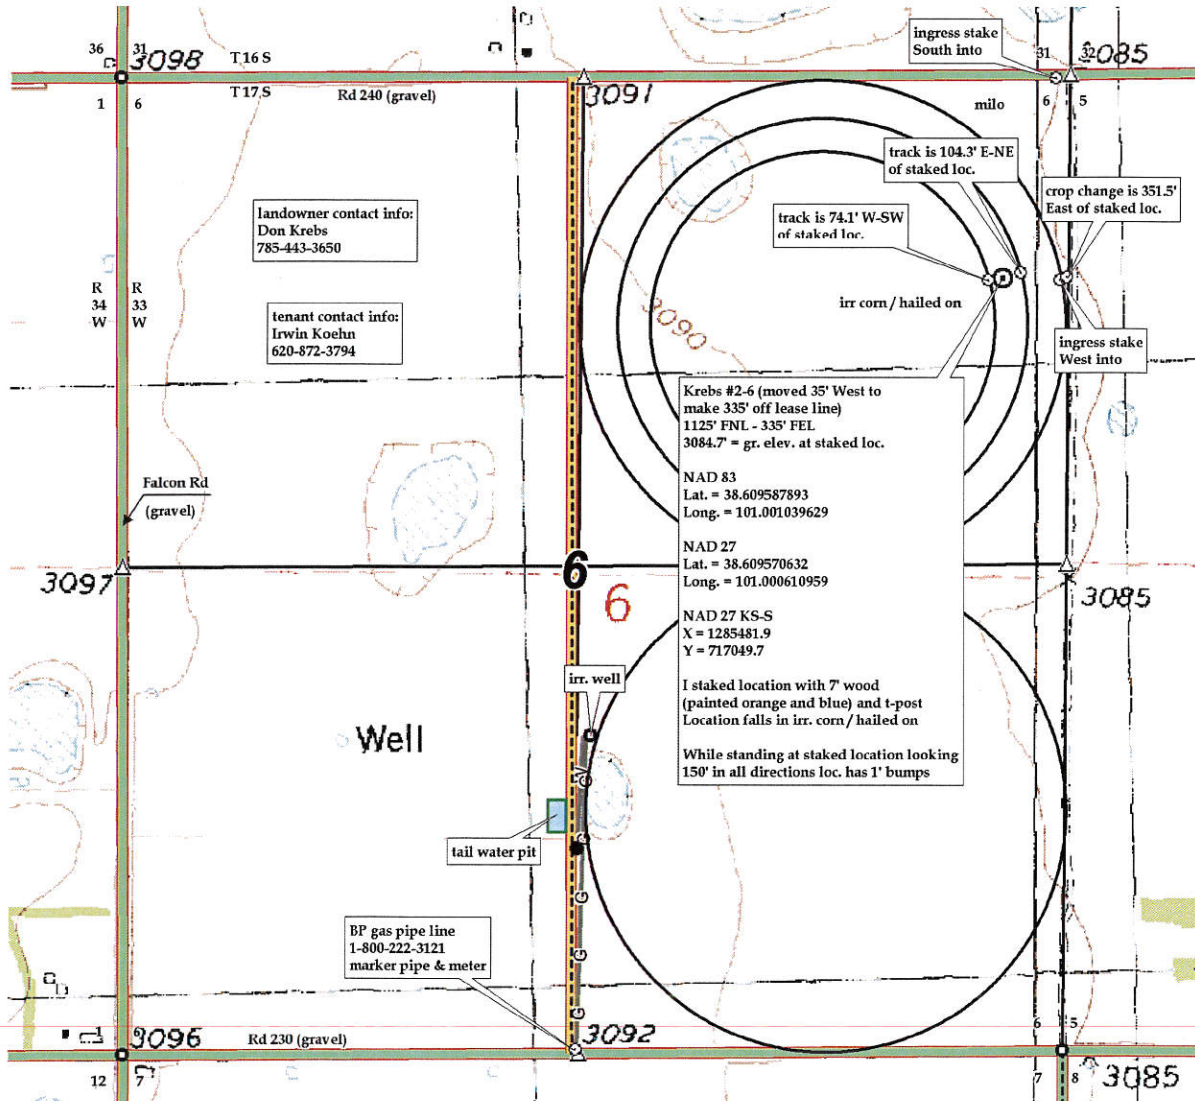 36
31
3098
T 16 S
T 17 S
1
6
Rd 240 (gravel)
3091
ingress stake
South into
31
32
3085
6
5
milo
track is 104.3' E-NE
of staked loc.
crop change is 351.5'
East of staked loc.
track is 74.1' W-SW
of staked loc.
landowner contact info:
Don Krebs
785-443-3650
R
34
W
R
33
W
tenant contact info:
Irwin Koehn
620-872-3794
3090
irr corn / hailed on
ingress stake
West into
Krebs #2-6 (moved 35' West to
make 335' off lease line)
1125' FNL - 335' FEL
3084.7' = gr. elev. at staked loc.
NAD 83
Lat. = 38.609587893
Long. = 101.001039629
NAD 27
Lat. = 38.609570632
Long. = 101.000610959
NAD 27 KS-S
X = 1285481.9
Y = 717049.7
I staked location with 7' wood
(painted orange and blue) and t-post
Location falls in irr. corn / hailed on
While standing at staked location looking
150' in all directions loc. has 1' bumps
Falcon Rd
(gravel)
3097
6
6
3085
irr. well
Well
GV
G
tail water pit
G
G
G
BP gas pipe line
1-800-222-3121
marker pipe & meter
1
6
3096
Rd 230 (gravel)
3092
6
5
12
7
7
8
3085